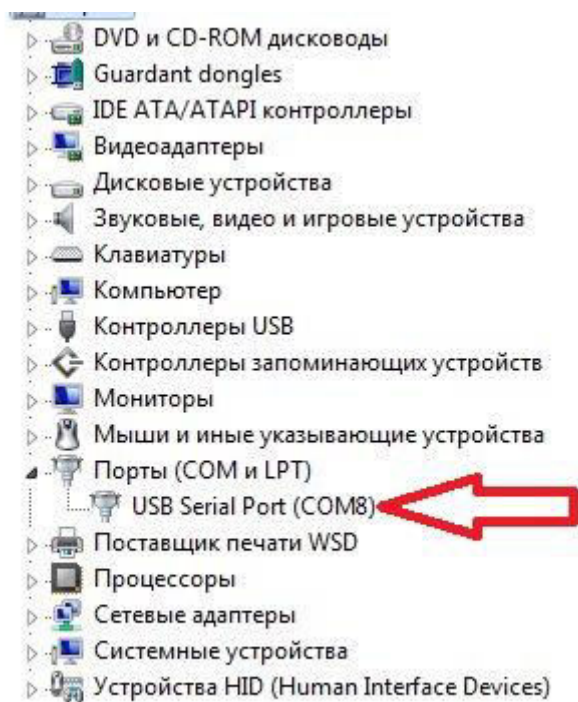 DVD и CD-ROM дисководы
Guardant dongles
IDE ATA/ATAPI контроллеры
Видеоадаптеры
Дисковые устройства
Звуковые, видео и игровые устройства
Клавиатуры
Компьютер
Контроллеры USB
Контроллеры запоминающих устройств
Мониторы
Мыши и иные указывающие устройства
Порты (COM и LPT)
USB Serial Port (COM8)
Поставщик печати WSD
Процессоры
Сетевые адаптеры
Системные устройства
Устройства HID (Human Interface Devices)